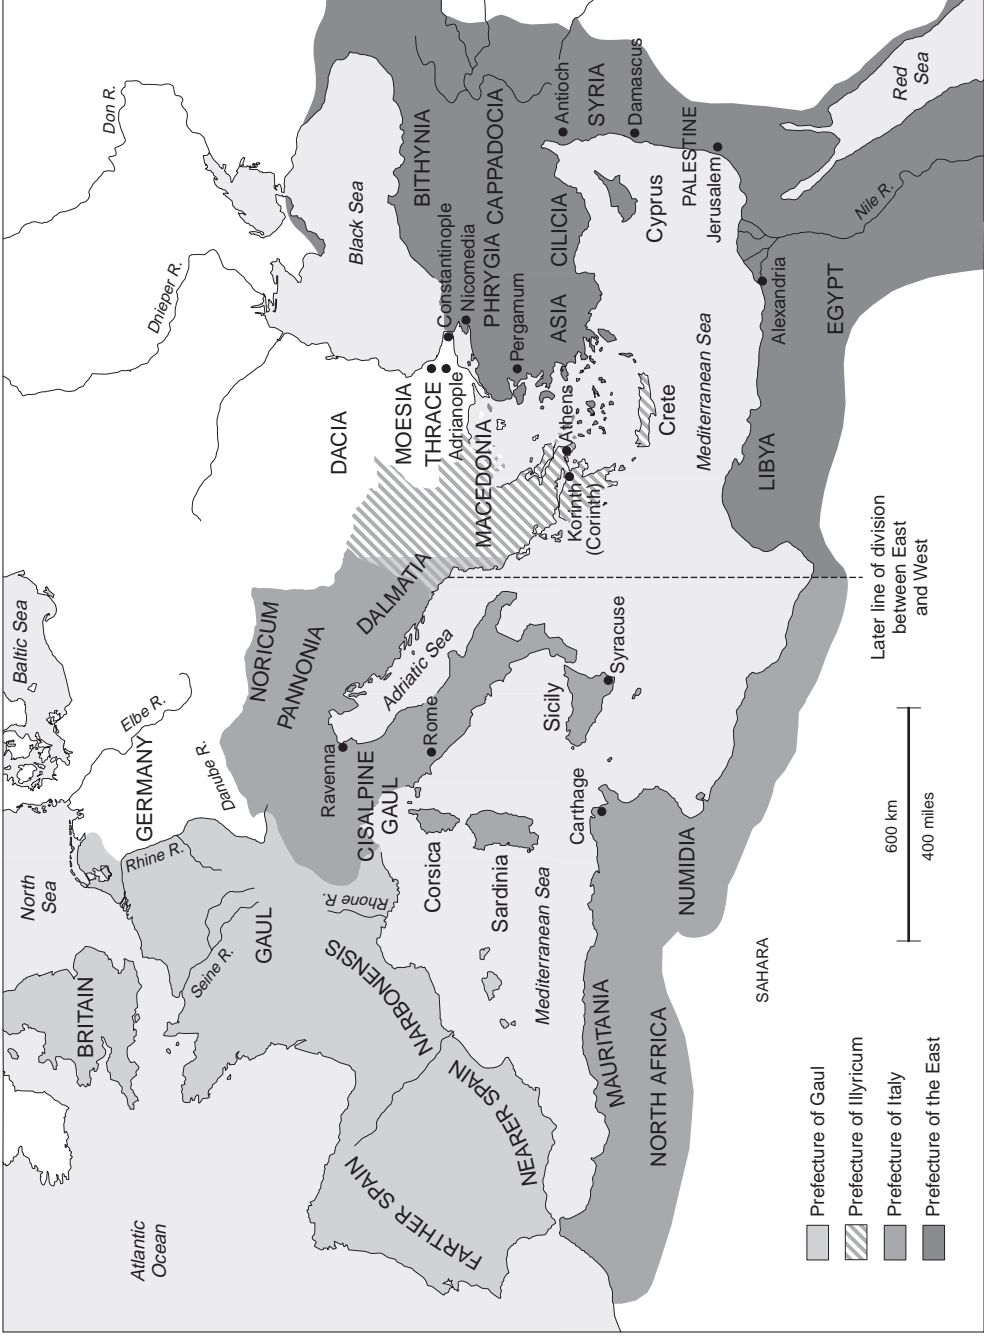 Atlantic
Ocean
BRITAIN
North
Sea
Baltic Sea
GERMANY
Elbe R.
Danube R.
Rhine R.
Seine R.
GAUL
Rhone R.
NARBONENSIS
FARTHER SPAIN
NEARER SPAIN
NORICUM
PANNONIA
DALMATIA
Adriatic Sea
Ravenna
CISALPINE
GAUL
Rome
Corsica
Sardinia
Mediterranean Sea
Sicily
Syracuse
Carthage
MAURITANIA
NORTH AFRICA
NUMIDIA
SAHARA
Don R.
Dnieper R.
Black Sea
DACIA
MOESIA
THRACE
Adrianople
MACEDONIA
Constantinople
Nicomedia
BITHYNIA
PHRYGIA
CAPPADOCIA
Pergamum
ASIA
CILICIA
Athens
Korinth
(Corinth)
Crete
Cyprus
Antioch
SYRIA
Damascus
PALESTINE
Jerusalem
Red
Sea
Nile R.
Mediterranean Sea
Alexandria
EGYPT
LIBYA
Later line of division
between East
and West
600 km
400 miles
Prefecture of Gaul
Prefecture of Illyricum
Prefecture of Italy
Prefecture of the East